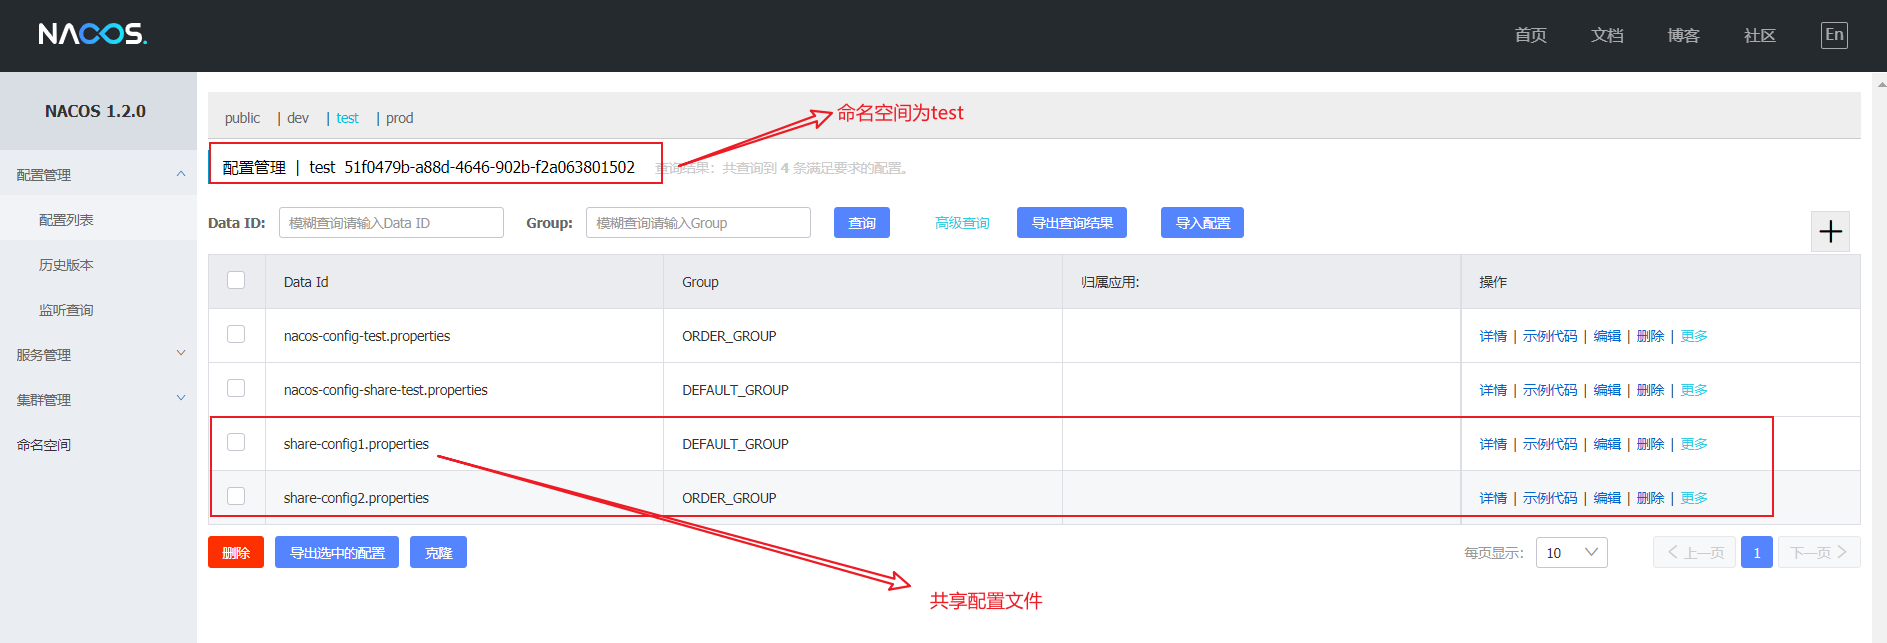 NACOS.
首页 文档 博客 社区 En
NACOS 1.2.0
配置管理
配置列表
历史版本
监听查询
服务管理
集群管理
命名空间
public | dev | test | prod
命名空间为test
配置管理 | test 51f0479b-a88d-4646-902b-f2a063801502 查询结果：共查询到 4 条满足要求的配置。
Data ID: 模糊查询请输入Data ID Group: 模糊查询请输入Group 查询 高级查询 导出查询结果 导入配置
Data Id Group 归属应用: 操作
nacos-config-test.properties ORDER_GROUP 详情 | 示例代码 | 编辑 | 删除 | 更多
nacos-config-share-test.properties DEFAULT_GROUP 详情 | 示例代码 | 编辑 | 删除 | 更多
share-config1.properties DEFAULT_GROUP 详情 | 示例代码 | 编辑 | 删除 | 更多
share-config2.properties ORDER_GROUP 详情 | 示例代码 | 编辑 | 删除 | 更多
删除 导出选中的配置 克隆 每页显示: 10 上一页 1 下一页
共享配置文件